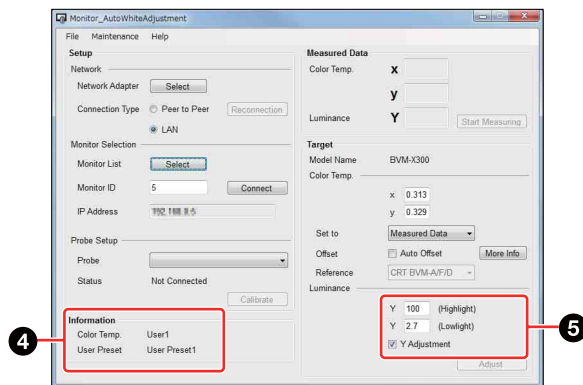 Monitor_AutoWhiteAdjustment
File Maintenance Help
Setup
Network
Network Adapter Select
Connection Type Peer to Peer Reconnection
LAN
Monitor Selection
Monitor List Select
Monitor ID 5 Connect
IP Address
Probe Setup
Probe
Status Not Connected
Calibrate
Information
Color Temp. User1
User Preset User Preset1
4
Measured Data
Color Temp. x
y
Luminance Y Start Measuring
Target
Model Name BVM-X300
Color Temp.
x 0.313
y 0.329
Set to Measured Data
Offset Auto Offset More Info
Reference CRT BVM-A/F/D
Luminance
Y 100 (Highlight)
Y 2.7 (Lowlight)
Y Adjustment
Adjust
5